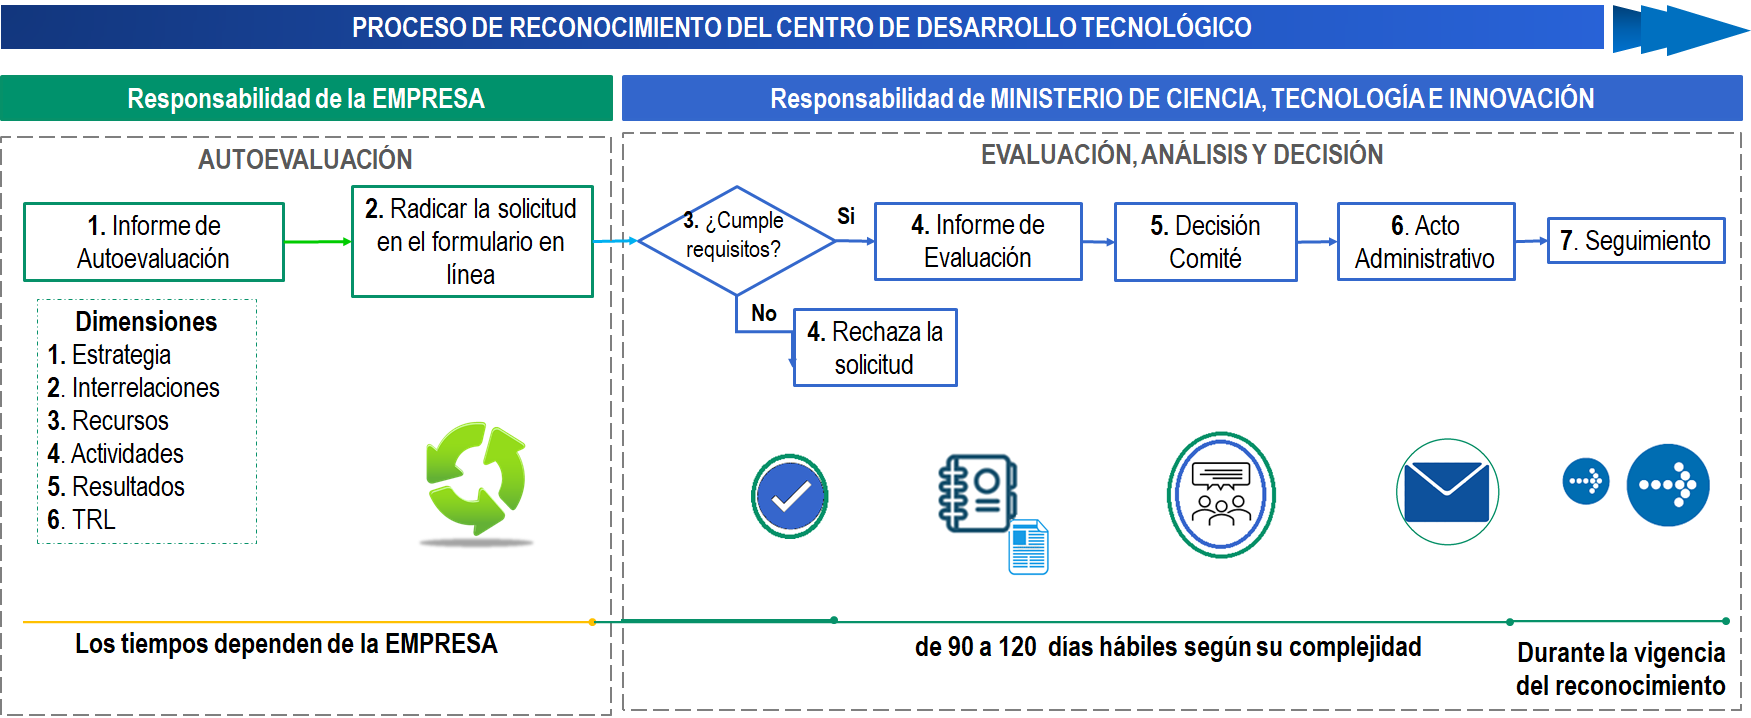 PROCESO DE RECONOCIMIENTO DEL CENTRO DE DESARROLLO TECNOLÓGICO
Responsabilidad de la EMPRESA
Responsabilidad de MINISTERIO DE CIENCIA, TECNOLOGÍA E INNOVACIÓN
AUTOEVALUACIÓN
EVALUACIÓN, ANÁLISIS Y DECISIÓN
1. Informe de
Autoevaluación
2. Radicar la solicitud
en el formulario en
línea
3. ¿Cumple
requisitos?
Si
4. Informe de
Evaluación
5. Decisión
Comité
6. Acto
Administrativo
7. Seguimiento
No
4. Rechaza la
solicitud
Dimensiones
1. Estrategia
2. Interrelaciones
3. Recursos
4. Actividades
5. Resultados
6. TRL
Los tiempos dependen de la EMPRESA
de 90 a 120 días hábiles según su complejidad
Durante la vigencia
del reconocimiento